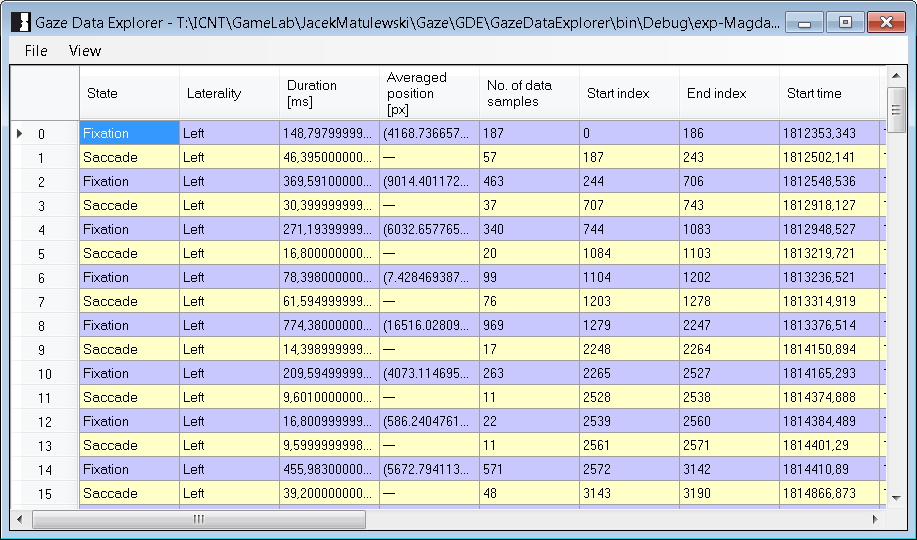 Gaze Data Explorer - T:\ICNT\GameLab\JacekMatulewski\Gaze\GDE\GazeDataExplorer\bin\Debug\exp-Magda...
File View
State Laterality Duration [ms] Averaged position [px] No. of data samples Start index End index Start time
0 Fixation Left 148,79799999... (4168.736657... 187 0 186 1812353,343
1 Saccade Left 46,395000000... — 57 187 243 1812502,141
2 Fixation Left 369,59100000... (9014.401172... 463 244 706 1812548,536
3 Saccade Left 30,399999999... — 37 707 743 1812918,127
4 Fixation Left 271,19399999... (6032.657765... 340 744 1083 1812948,527
5 Saccade Left 16,800000000... — 20 1084 1103 1813219,721
6 Fixation Left 78,398000000... (7.428469387... 99 1104 1202 1813236,521
7 Saccade Left 61,594999999... — 76 1203 1278 1813314,919
8 Fixation Left 774,38000000... (16516.02809... 969 1279 2247 1813376,514
9 Saccade Left 14,398999999... — 17 2248 2264 1814150,894
10 Fixation Left 209,59499999... (4073.114695... 263 2265 2527 1814165,293
11 Saccade Left 9,6010000000... — 11 2528 2538 1814374,888
12 Fixation Left 16,800999999... (586.2404761... 22 2539 2560 1814384,489
13 Saccade Left 9,5999999998... — 11 2561 2571 1814401,29
14 Fixation Left 455,98300000... (5672.794113... 571 2572 3142 1814410,89
15 Saccade Left 39,200000000... — 48 3143 3190 1814866,873